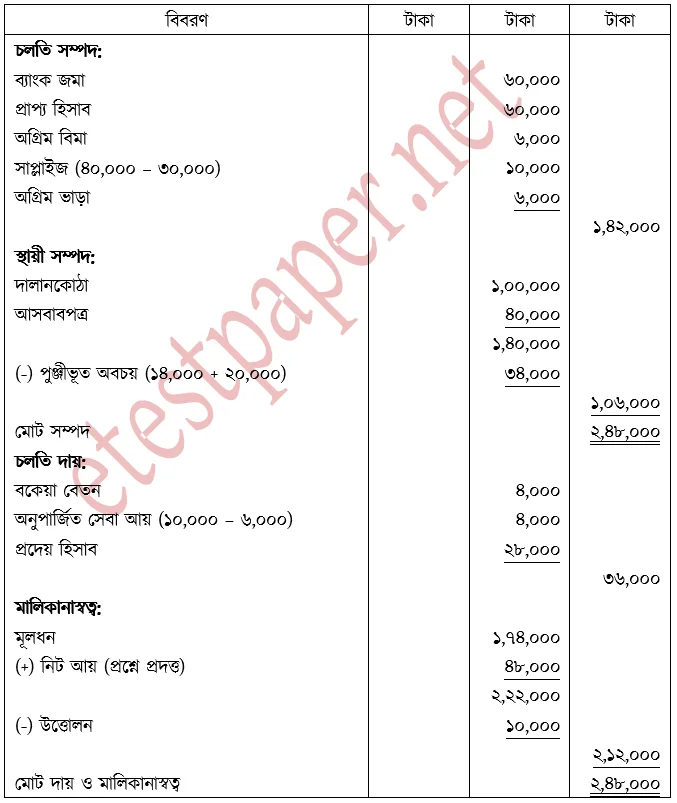 বিবরণ টাকা টাকা টাকা
চলতি সম্পদ:
ব্যাংক জমা ৬০,০০০
প্রাপ্য হিসাব ৬০,০০০
অগ্রিম বিমা ৬,০০০
সাপ্লাইজ (৪০,০০০ – ৩০,০০০) ১০,০০০
অগ্রিম ভাড়া ৬,০০০
১,৪২,০০০
স্থায়ী সম্পদ:
দালানকোঠা ১,০০,০০০
আসবাবপত্র ৪০,০০০
১,৪০,০০০
(-) পুঞ্জীভূত অবচয় (১৪,০০০ + ২০,০০০) ৩৪,০০০
১,০৬,০০০
মোট সম্পদ ২,৪৮,০০০
চলতি দায়:
বকেয়া বেতন ৪,০০০
অনুপার্জিত সেবা আয় (১০,০০০ – ৬,০০০) ৪,০০০
প্রদেয় হিসাব ২৮,০০০
৩৬,০০০
মালিকানাস্বত্ব:
মূলধন ১,৭৪,০০০
(+) নিট আয় (প্রশ্নে প্রদত্ত) ৪৮,০০০
২,২২,০০০
(-) উত্তোলন ১০,০০০
২,১২,০০০
মোট দায় ও মালিকানাস্বত্ব ২,৪৮,০০০
etestpaper.net